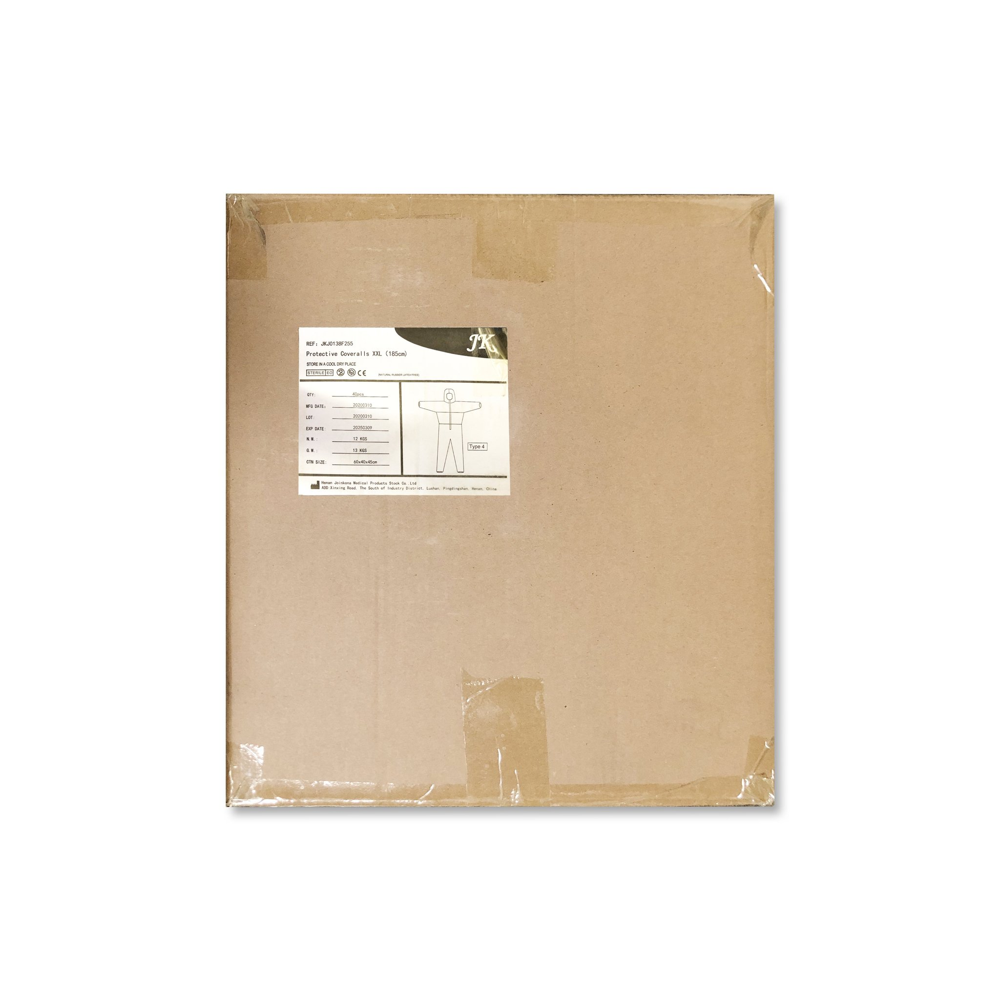 JK
REF: JKJ0138F255
Protective Coveralls XXL (185cm)
STORE IN A COOL DRY PLACE
STERILE EO 2 CE [NATURAL RUBBER LATEX FREE]
QTY: 40pcs
MFG DATE: 20200310
LOT: 20200310
EXP DATE: 20250309
N.W.: 12 KGS
G.W.: 13 KGS
CTN SIZE: 60x40x45cm
Type 4
Henan Joinkona Medical Products Stock Co.,Ltd
ADD:Xinxing Road, The South of Industry District, Lushan, Pingdingshan, Henan, China